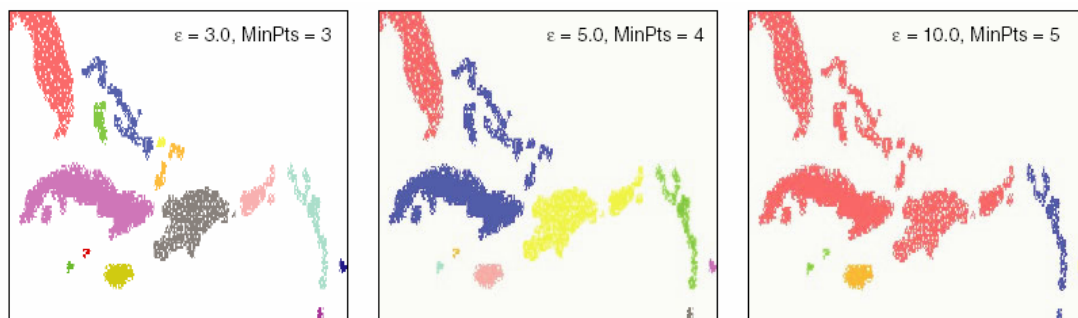 ε = 3.0, MinPts = 3
ε = 5.0, MinPts = 4
ε = 10.0, MinPts = 5